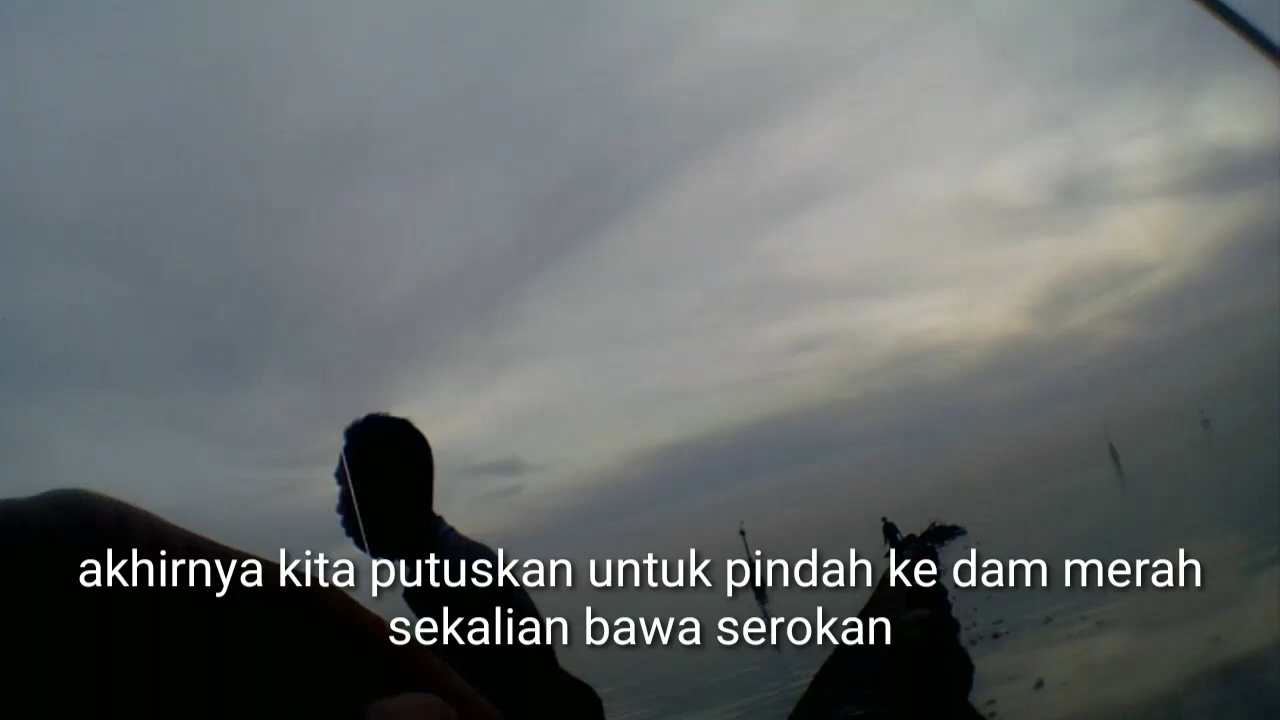 akhirnya kita putuskan untuk pindah ke dam merah
sekalian bawa serokan